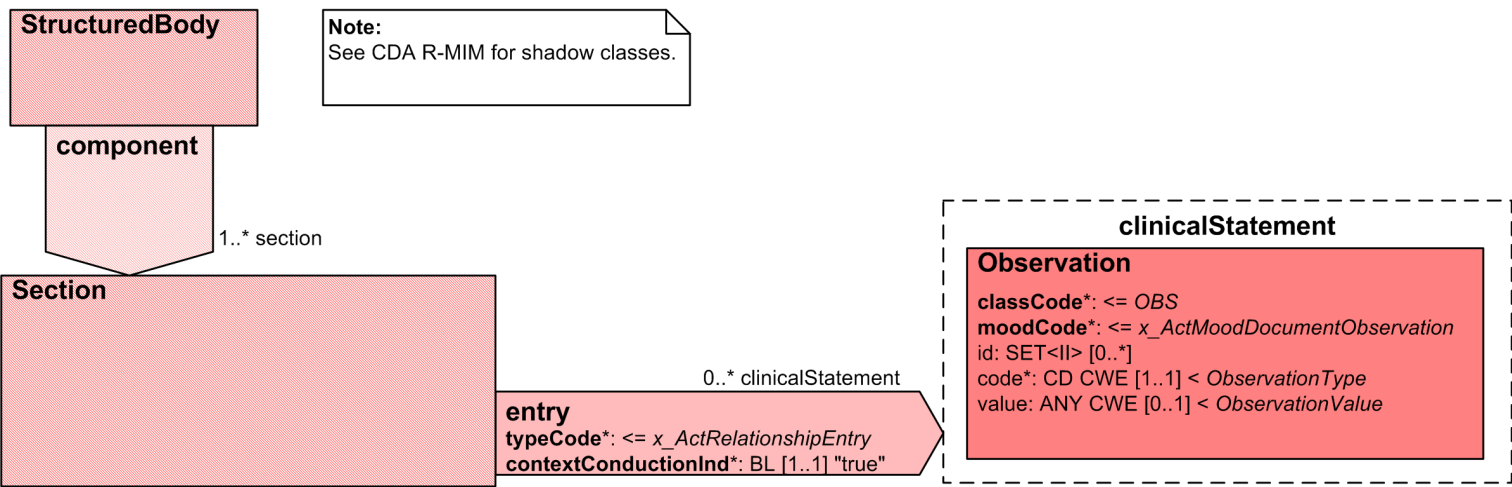 StructuredBody
Note:
See CDA R-MIM for shadow classes.
component
1..* section
Section
0..* clinicalStatement
entry
typeCode*: <= x_ActRelationshipEntry
contextConductionInd*: BL [1..1] "true"
clinicalStatement
Observation
classCode*: <= OBS
moodCode*: <= x_ActMoodDocumentObservation
id: SET<II> [0..*]
code*: CD CWE [1..1] < ObservationType
value: ANY CWE [0..1] < ObservationValue